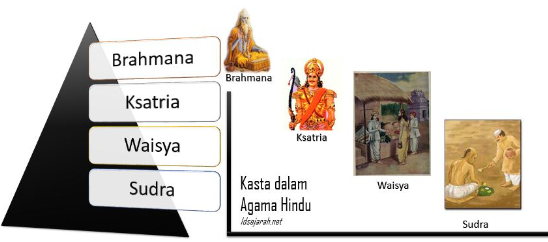 Brahmana
Ksatria
Waisya
Sudra
Brahmana
Ksatria
Waisya
Sudra
Kasta dalam
Agama Hindu
Idsejarah.net